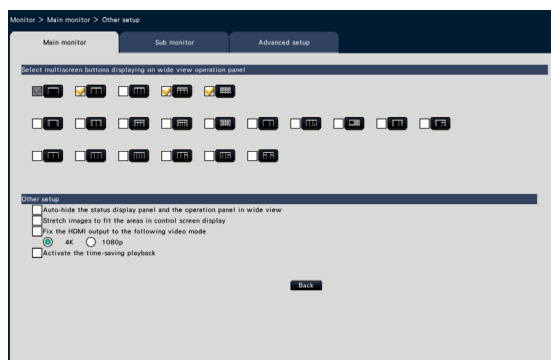 Monitor > Main monitor > Other setup
Main monitor
Sub monitor
Advanced setup
Select multiscreen buttons displaying on wide view operation panel
Other setup
Auto-hide the status display panel and the operation panel in wide view
Stretch images to fit the areas in control screen display
Fix the HDMI output to the following video mode
4K 1080p
Activate the time-saving playback
Back